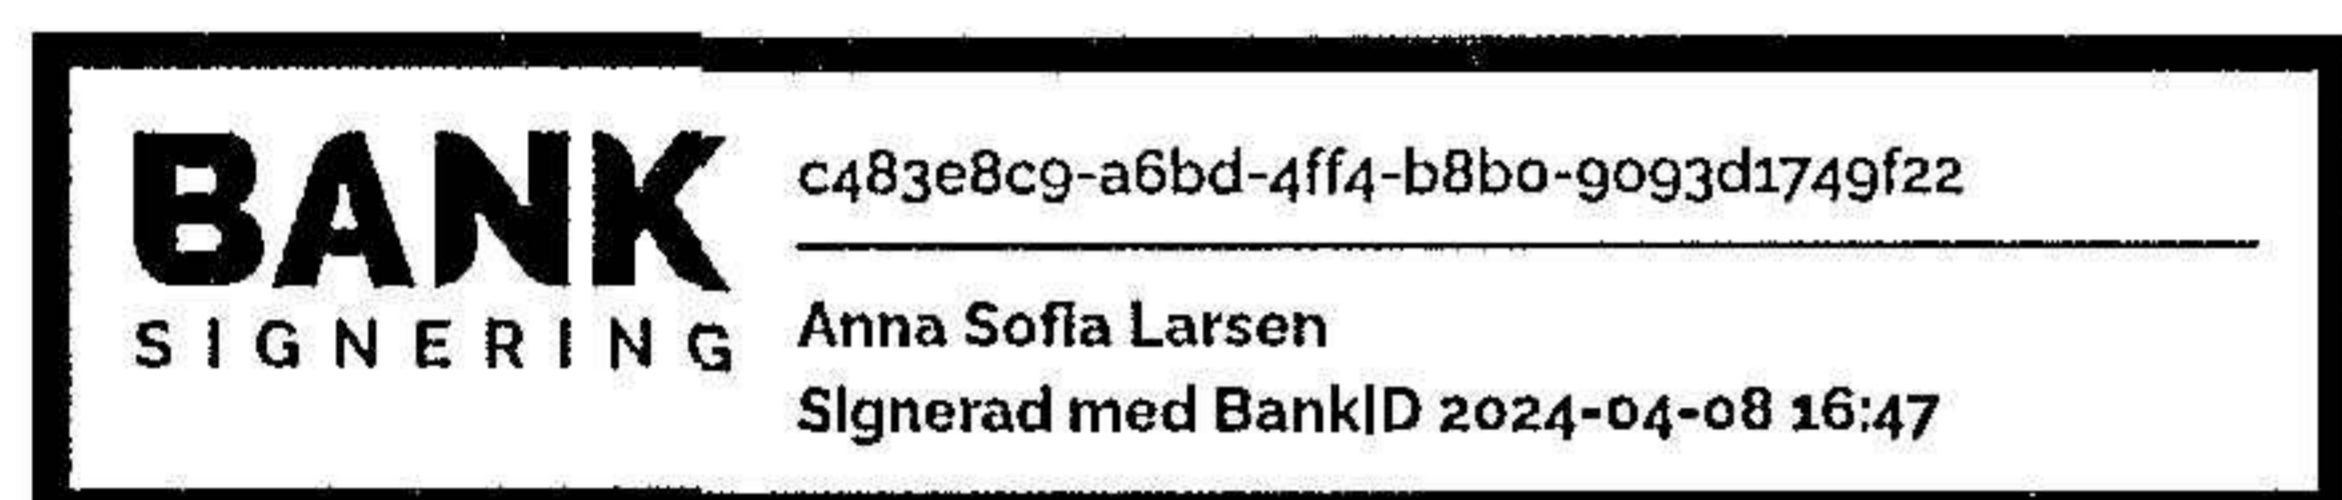 BANK
SIGNERING
c483e8c9-a6bd-4ff4-b8b0-9093d1749f22
Anna Sofia Larsen
Signerad med BankID 2024-04-08 16:47